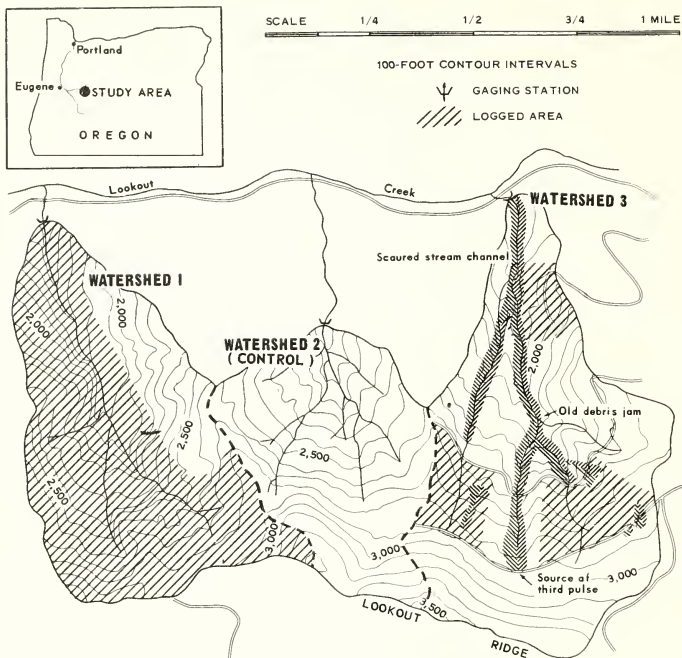 SCALE 1/4 1/2 3/4 1 MILE
Portland
Eugene
STUDY AREA
OREGON
100-FOOT CONTOUR INTERVALS
GAGING STATION
LOGGED AREA
Lookout Creek
WATERSHED 3
Scoured stream channel
WATERSHED 1
2,000
2,000
WATERSHED 2
(CONTROL)
2,000
Old debris jam
2,500
2,500
2,500
3,000
3,000
Source of
third pulse
3,000
3,500
LOOKOUT RIDGE